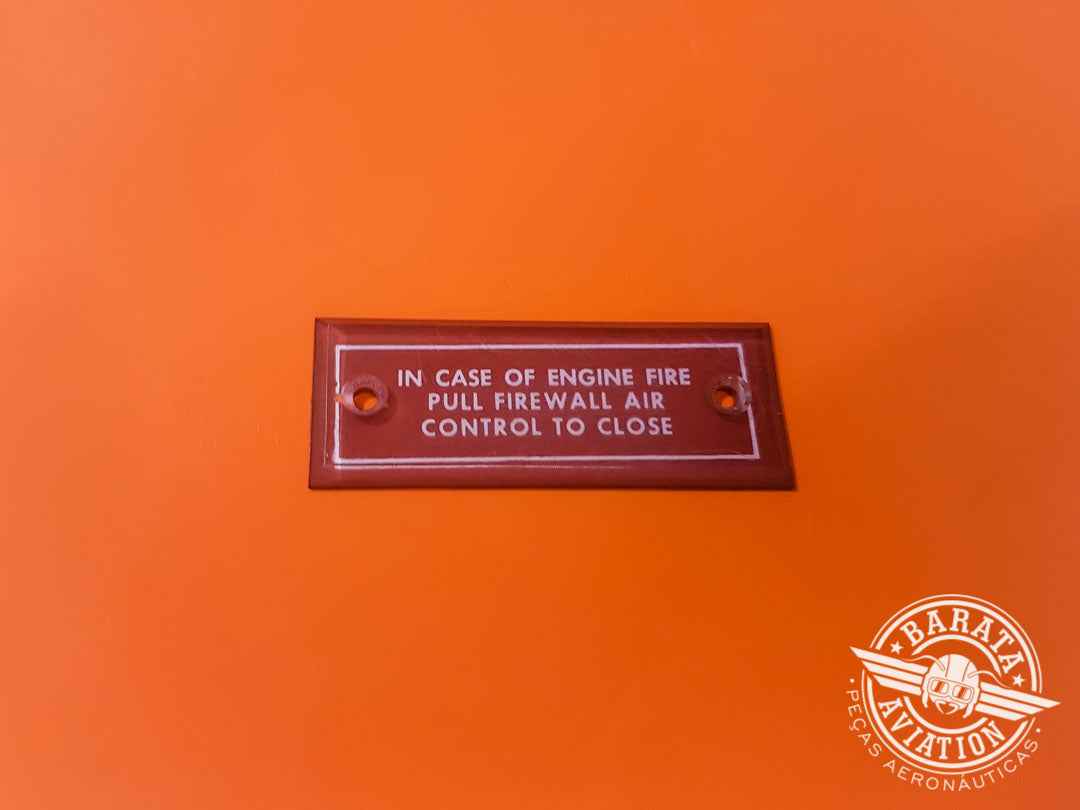 IN CASE OF ENGINE FIRE
PULL FIREWALL AIR
CONTROL TO CLOSE
BARATA
AVIATION
PEÇAS AERONÁUTICAS